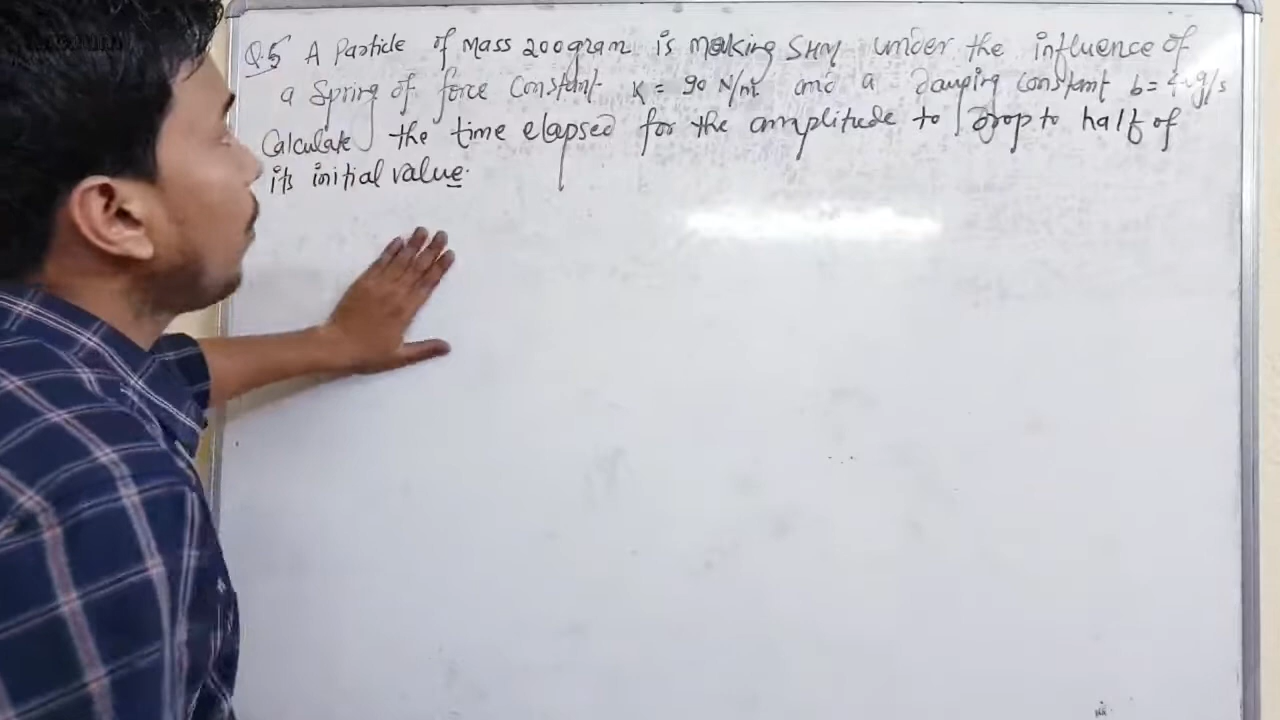 Q.5 A Particle of Mass 200gram is making SHM under the influence of
a Spring of force Constant K = 90 N/mt and a damping constant b =
Calculate the time elapsed for the amplitude to drop to half of
its initial value.